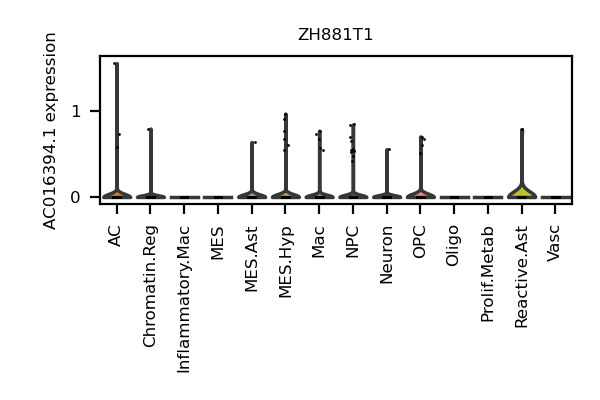 ZH881T1
AC016394.1 expression
1
0
AC
Chromatin.Reg
Inflammatory.Mac
MES
MES.Ast
MES.Hyp
Mac
NPC
Neuron
OPC
Oligo
Prolif.Metab
Reactive.Ast
Vasc